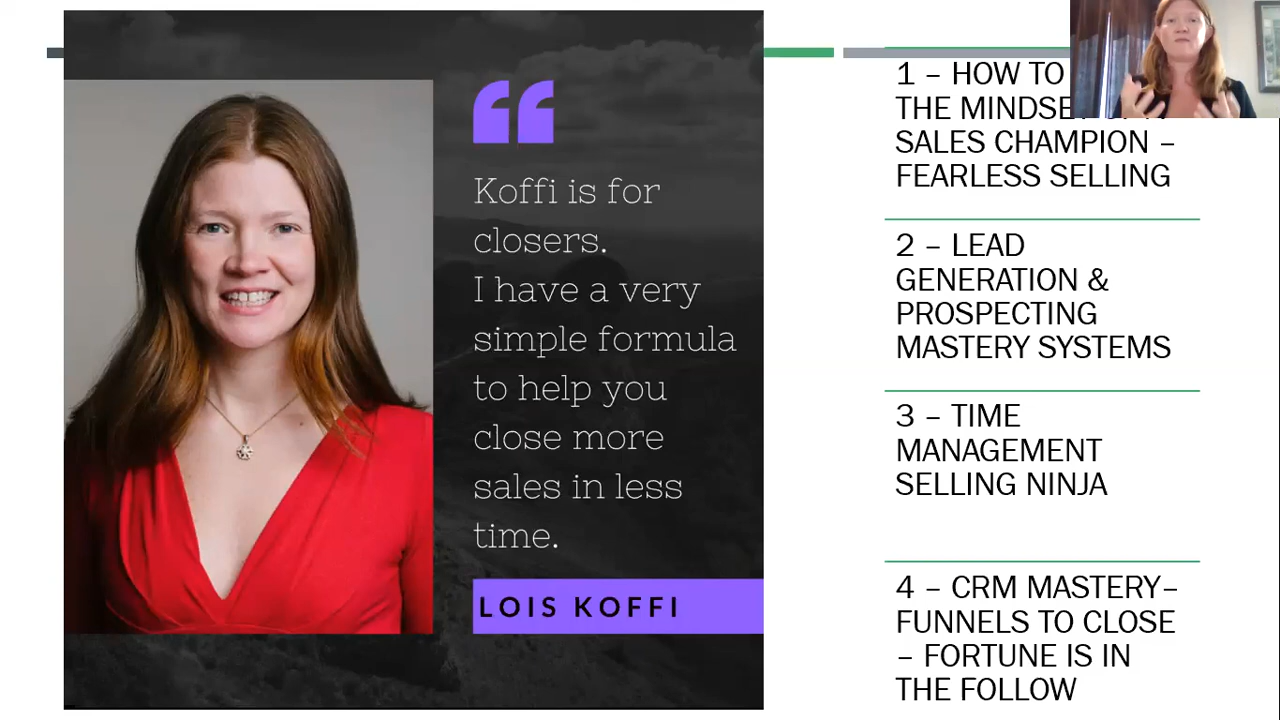 “
Koffi is for
closers.
I have a very
simple formula
to help you
close more
sales in less
time.
LOIS KOFFI
1 – HOW TO
THE MINDSE
SALES CHAMPION –
FEARLESS SELLING
2 – LEAD
GENERATION &
PROSPECTING
MASTERY SYSTEMS
3 – TIME
MANAGEMENT
SELLING NINJA
4 – CRM MASTERY–
FUNNELS TO CLOSE
– FORTUNE IS IN
THE FOLLOW